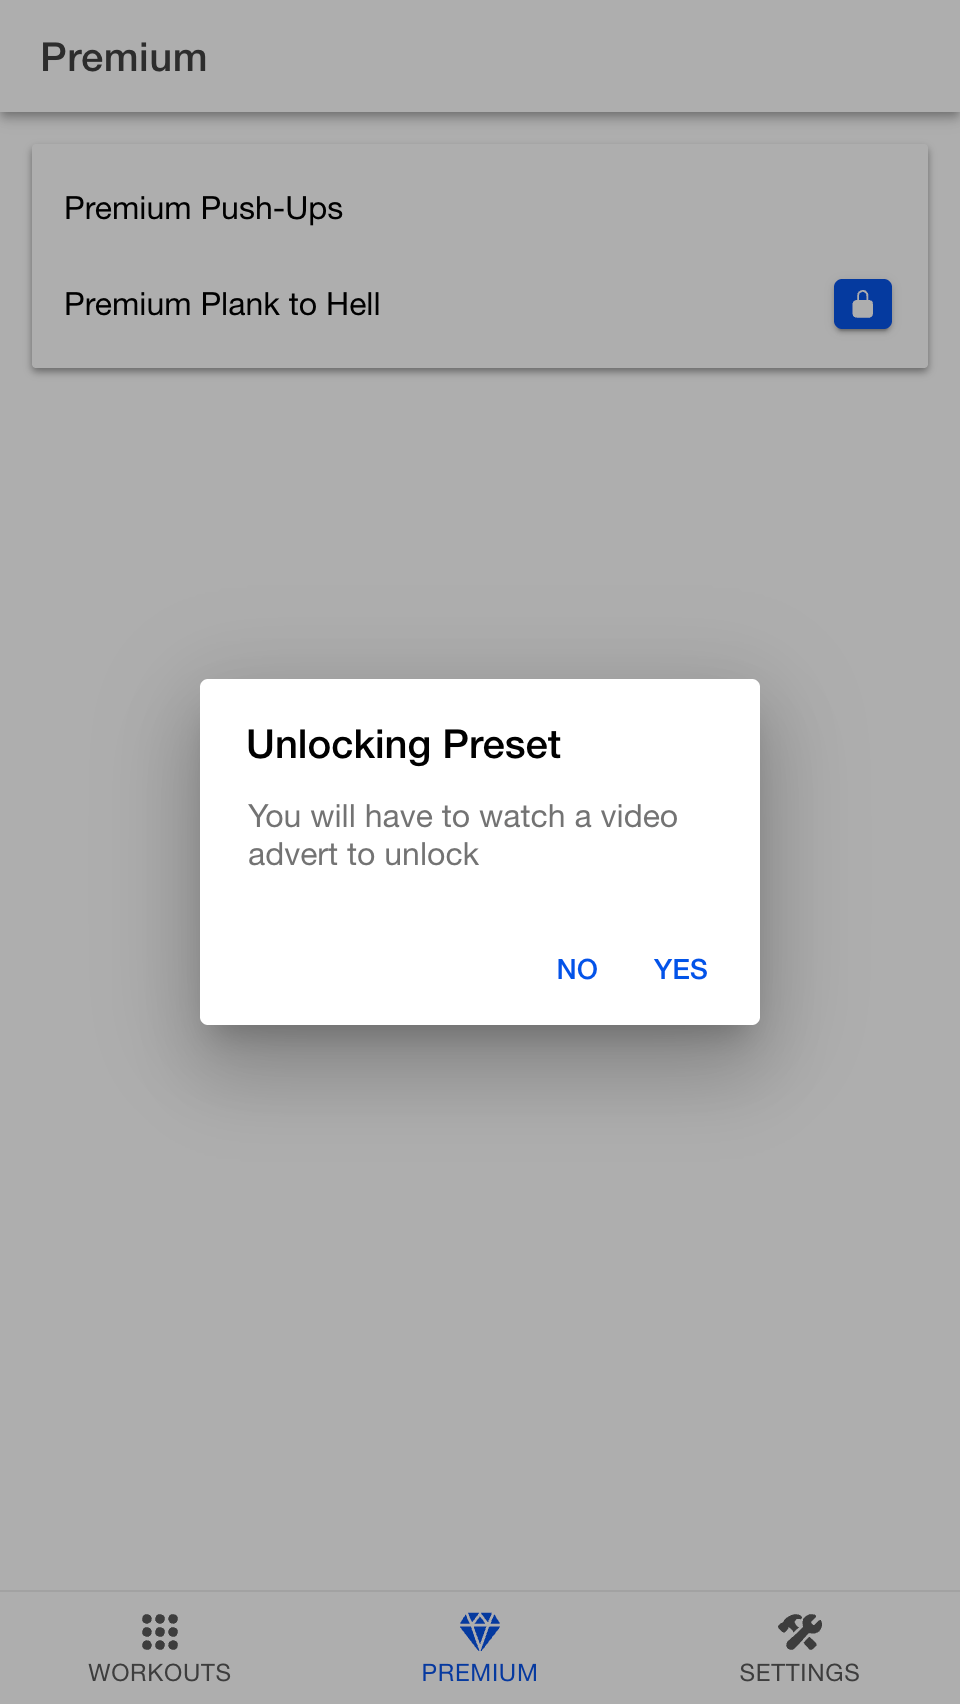 Premium
Premium Push-Ups
Premium Plank to Hell
Unlocking Preset
You will have to watch a video
advert to unlock
NO YES
WORKOUTS PREMIUM SETTINGS